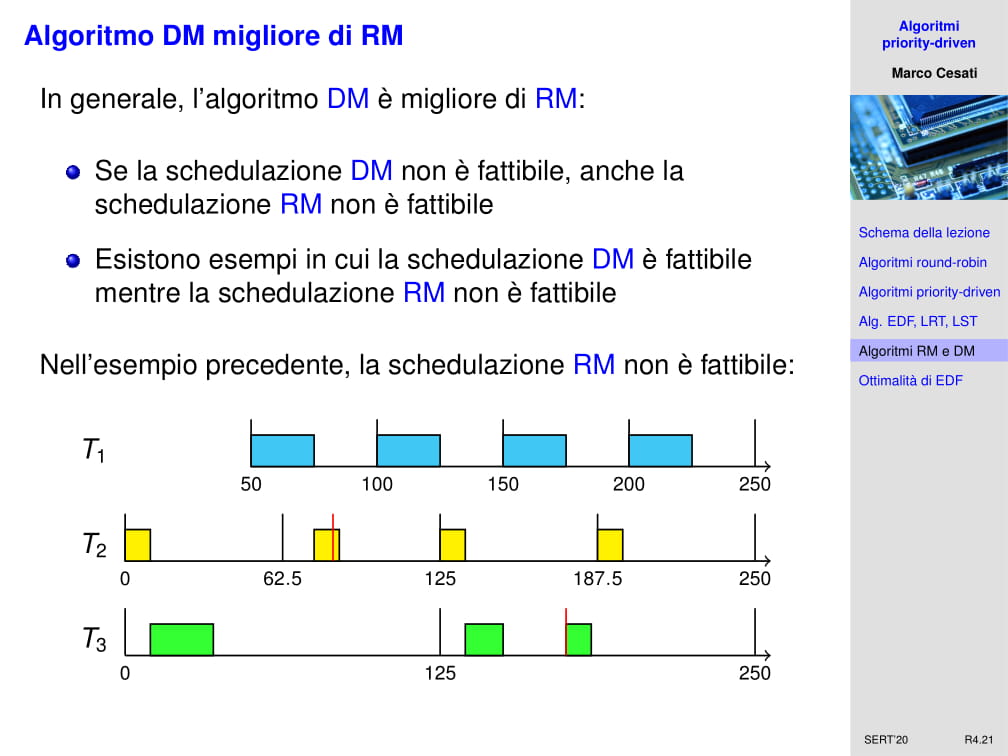 Algoritmo DM migliore di RM
In generale, l'algoritmo DM è migliore di RM:
Se la schedulazione DM non è fattibile, anche la
schedulazione RM non è fattibile
Esistono esempi in cui la schedulazione DM è fattibile
mentre la schedulazione RM non è fattibile
Nell'esempio precedente, la schedulazione RM non è fattibile:
T1
50 100 150 200 250
T2
0 62.5 125 187.5 250
T3
0 125 250
Algoritmi
priority-driven
Marco Cesati
Schema della lezione
Algoritmi round-robin
Algoritmi priority-driven
Alg. EDF, LRT, LST
Algoritmi RM e DM
Ottimalità di EDF
SERT'20 R4.21